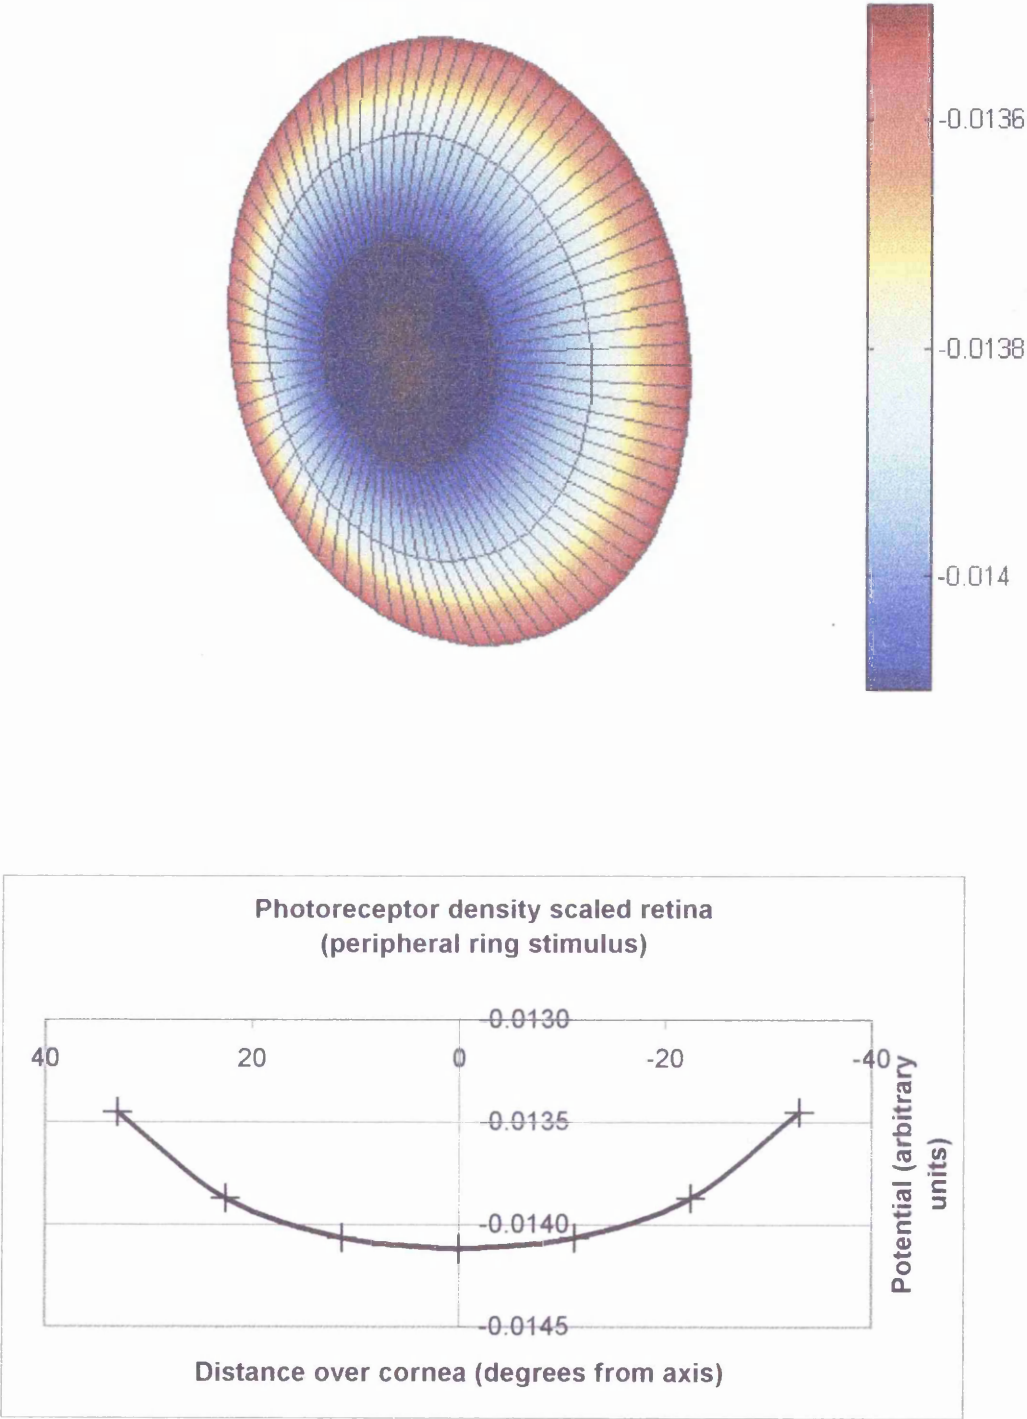 -0.0136
-0.0138
-0.014
Photoreceptor density scaled retina
(peripheral ring stimulus)
-0.0130
40 20 0 -20 -40
-0.0135
-0.0140
-0.0145
Potential (arbitrary
units)
Distance over cornea (degrees from axis)